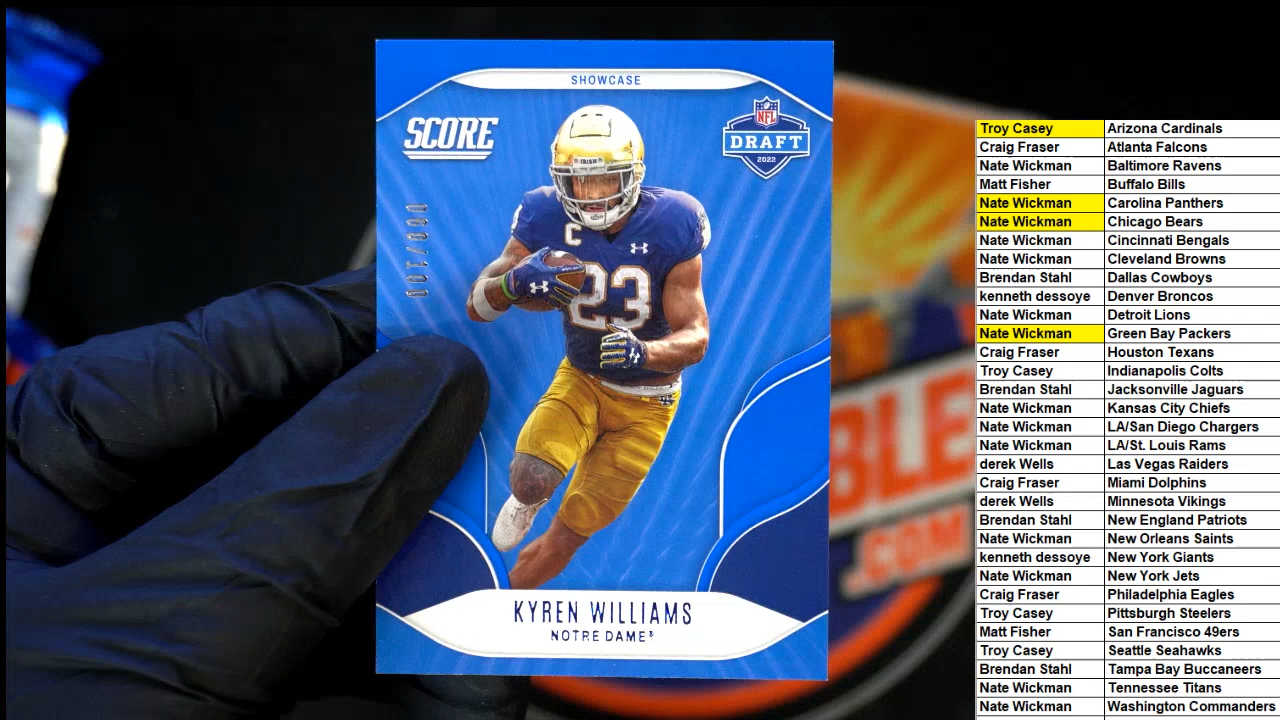 SHOWCASE
SCORE
NFL
DRAFT
2022
IRISH
C
23
KYREN WILLIAMS
NOTRE DAME®
BLE
.COM
Troy Casey Arizona Cardinals
Craig Fraser Atlanta Falcons
Nate Wickman Baltimore Ravens
Matt Fisher Buffalo Bills
Nate Wickman Carolina Panthers
Nate Wickman Chicago Bears
Nate Wickman Cincinnati Bengals
Nate Wickman Cleveland Browns
Brendan Stahl Dallas Cowboys
kenneth dessoye Denver Broncos
Nate Wickman Detroit Lions
Nate Wickman Green Bay Packers
Craig Fraser Houston Texans
Troy Casey Indianapolis Colts
Brendan Stahl Jacksonville Jaguars
Nate Wickman Kansas City Chiefs
Nate Wickman LA/San Diego Chargers
Nate Wickman LA/St. Louis Rams
derek Wells Las Vegas Raiders
Craig Fraser Miami Dolphins
derek Wells Minnesota Vikings
Brendan Stahl New England Patriots
Nate Wickman New Orleans Saints
kenneth dessoye New York Giants
Nate Wickman New York Jets
Craig Fraser Philadelphia Eagles
Troy Casey Pittsburgh Steelers
Matt Fisher San Francisco 49ers
Troy Casey Seattle Seahawks
Brendan Stahl Tampa Bay Buccaneers
Nate Wickman Tennessee Titans
Nate Wickman Washington Commanders